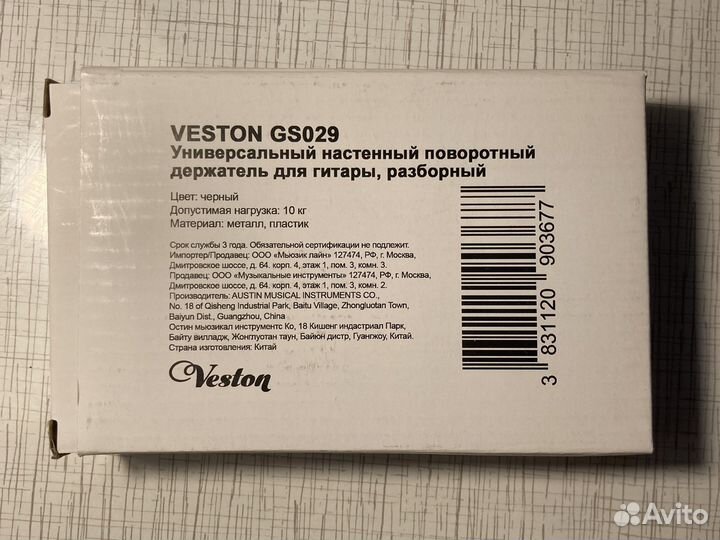 VESTON GS029
Универсальный настенный поворотный
держатель для гитары, разборный
Цвет: черный
Допустимая нагрузка: 10 кг
Материал: металл, пластик
Срок службы 3 года. Обязательной сертификации не подлежит.
Импортер/Продавец: ООО «Мьюзик лайн» 127474, РФ, г. Москва,
Дмитровское шоссе, д. 64. корп. 4, этаж 1, пом. 3, комн. 3.
Продавец: ООО «Музыкальные инструменты» 127474, РФ, г. Москва,
Дмитровское шоссе, д. 64. корп. 4, этаж 1, пом. 3, комн. 2.
Производитель: AUSTIN MUSICAL INSTRUMENTS CO.,
No. 18 of Qisheng Industrial Park, Baitu Village, Zhongluotan Town,
Baiyun Dist., Guangzhou, China
Остин мьюзикал инструментс Ко, 18 Кишенг индастриал Парк,
Байту вилладж, Жонглуотан таун, Байюн дистр, Гуангжоу, Китай.
Страна изготовления: Китай
Veston
3 831120 903677
Avito